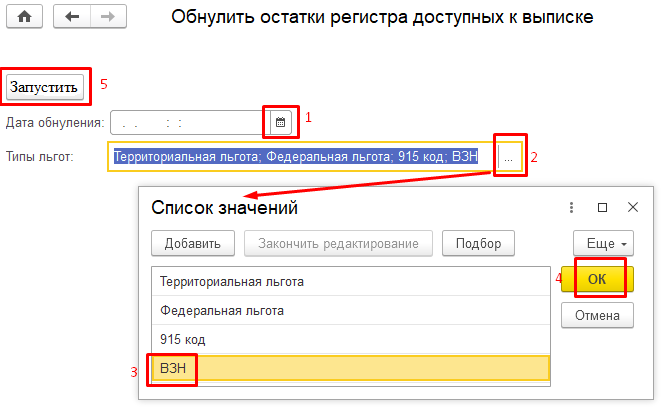 Обнулить остатки регистра доступных к выписке
Запустить 5
Дата обнуления: . . : : 1
Типы льгот: Территориальная льгота; Федеральная льгота; 915 код; ВЗН ... 2
Список значений
Добавить Закончить редактирование Подбор Еще
Территориальная льгота 4 ОК
Федеральная льгота Отмена
915 код
3 ВЗН